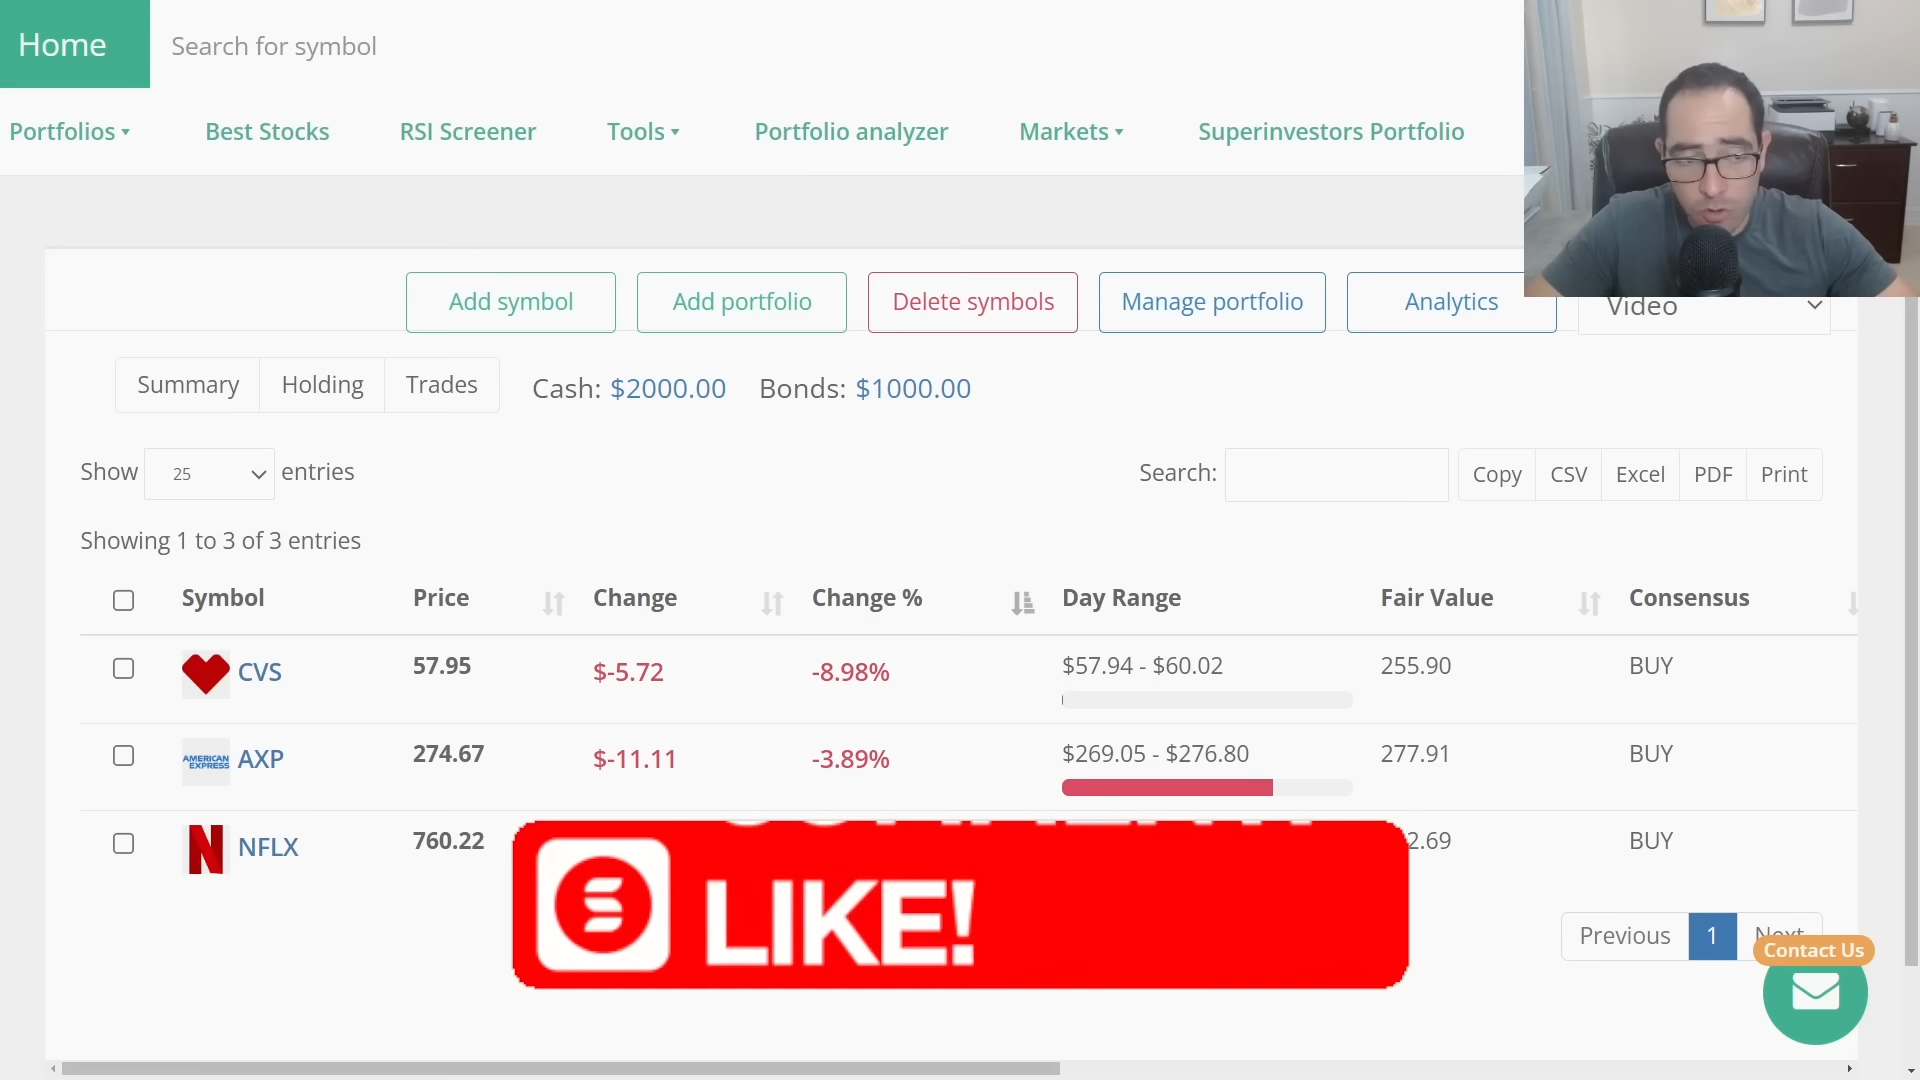 Home
Search for symbol
Portfolios
Best Stocks
RSI Screener
Tools
Portfolio analyzer
Markets
Superinvestors Portfolio
Add symbol
Add portfolio
Delete symbols
Manage portfolio
Analytics
Video
Summary
Holding
Trades
Cash: $2000.00
Bonds: $1000.00
Show 25 entries
Search:
Copy
CSV
Excel
PDF
Print
Showing 1 to 3 of 3 entries
Symbol Price Change Change % Day Range Fair Value Consensus
CVS 57.95 $-5.72 -8.98% $57.94 - $60.02 255.90 BUY
AMERICAN
EXPRESS
AXP 274.67 $-11.11 -3.89% $269.05 - $276.80 277.91 BUY
NFLX 760.22 2.69 BUY
LIKE!
Previous 1 Next
Contact Us